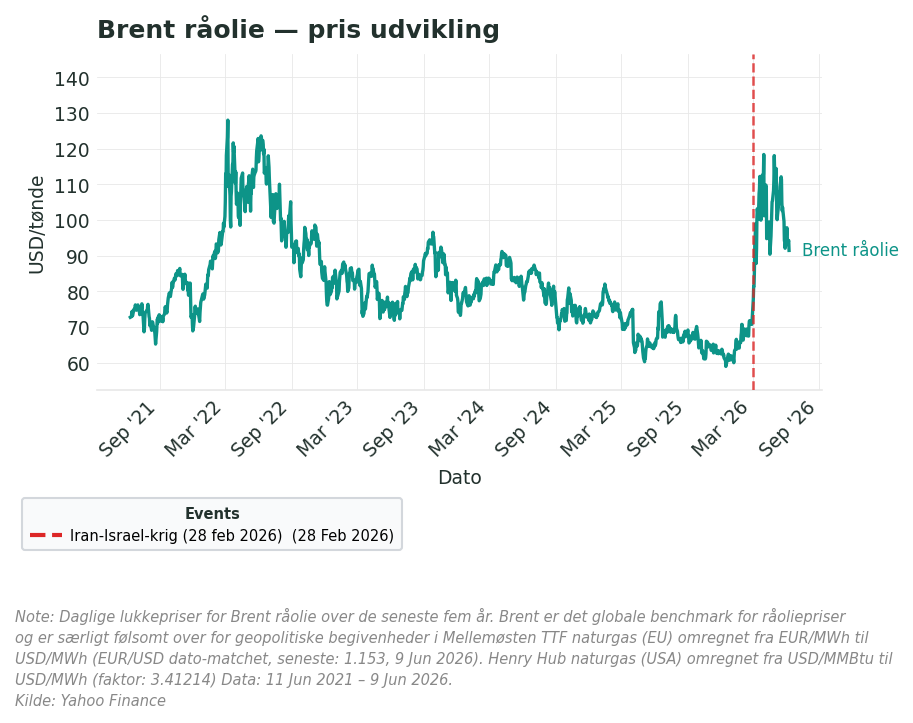 Brent råolie — pris udvikling
140
130
120
110
100
90
80
70
60
USD/tønde
Brent råolie
Sep '21
Mar '22
Sep '22
Mar '23
Sep '23
Mar '24
Sep '24
Mar '25
Sep '25
Mar '26
Sep '26
Dato
Events
Iran-Israel-krig (28 feb 2026)  (28 Feb 2026)
Note: Daglige lukkepriser for Brent råolie over de seneste fem år. Brent er det globale benchmark for råoliepriser
og er særligt følsomt over for geopolitiske begivenheder i Mellemøsten TTF naturgas (EU) omregnet fra EUR/MWh til
USD/MWh (EUR/USD dato-matchet, seneste: 1.153, 9 Jun 2026). Henry Hub naturgas (USA) omregnet fra USD/MMBtu til
USD/MWh (faktor: 3.41214) Data: 11 Jun 2021 – 9 Jun 2026.
Kilde: Yahoo Finance